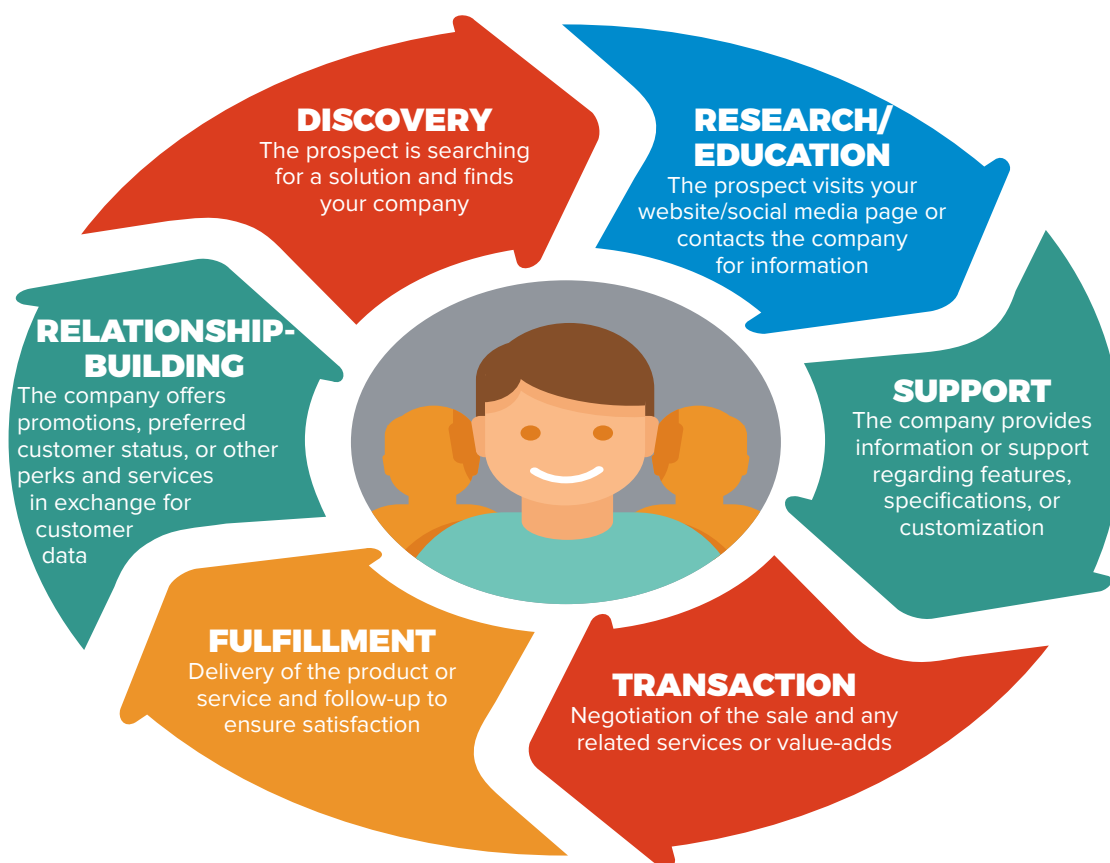 DISCOVERY
The prospect is searching
for a solution and finds
your company
RESEARCH/
EDUCATION
The prospect visits your
website/social media page or
contacts the company
for information
SUPPORT
The company provides
information or support
regarding features,
specifications, or
customization
TRANSACTION
Negotiation of the sale and any
related services or value-adds
FULFILLMENT
Delivery of the product or
service and follow-up to
ensure satisfaction
RELATIONSHIP-
BUILDING
The company offers
promotions, preferred
customer status, or other
perks and services
in exchange for
customer
data